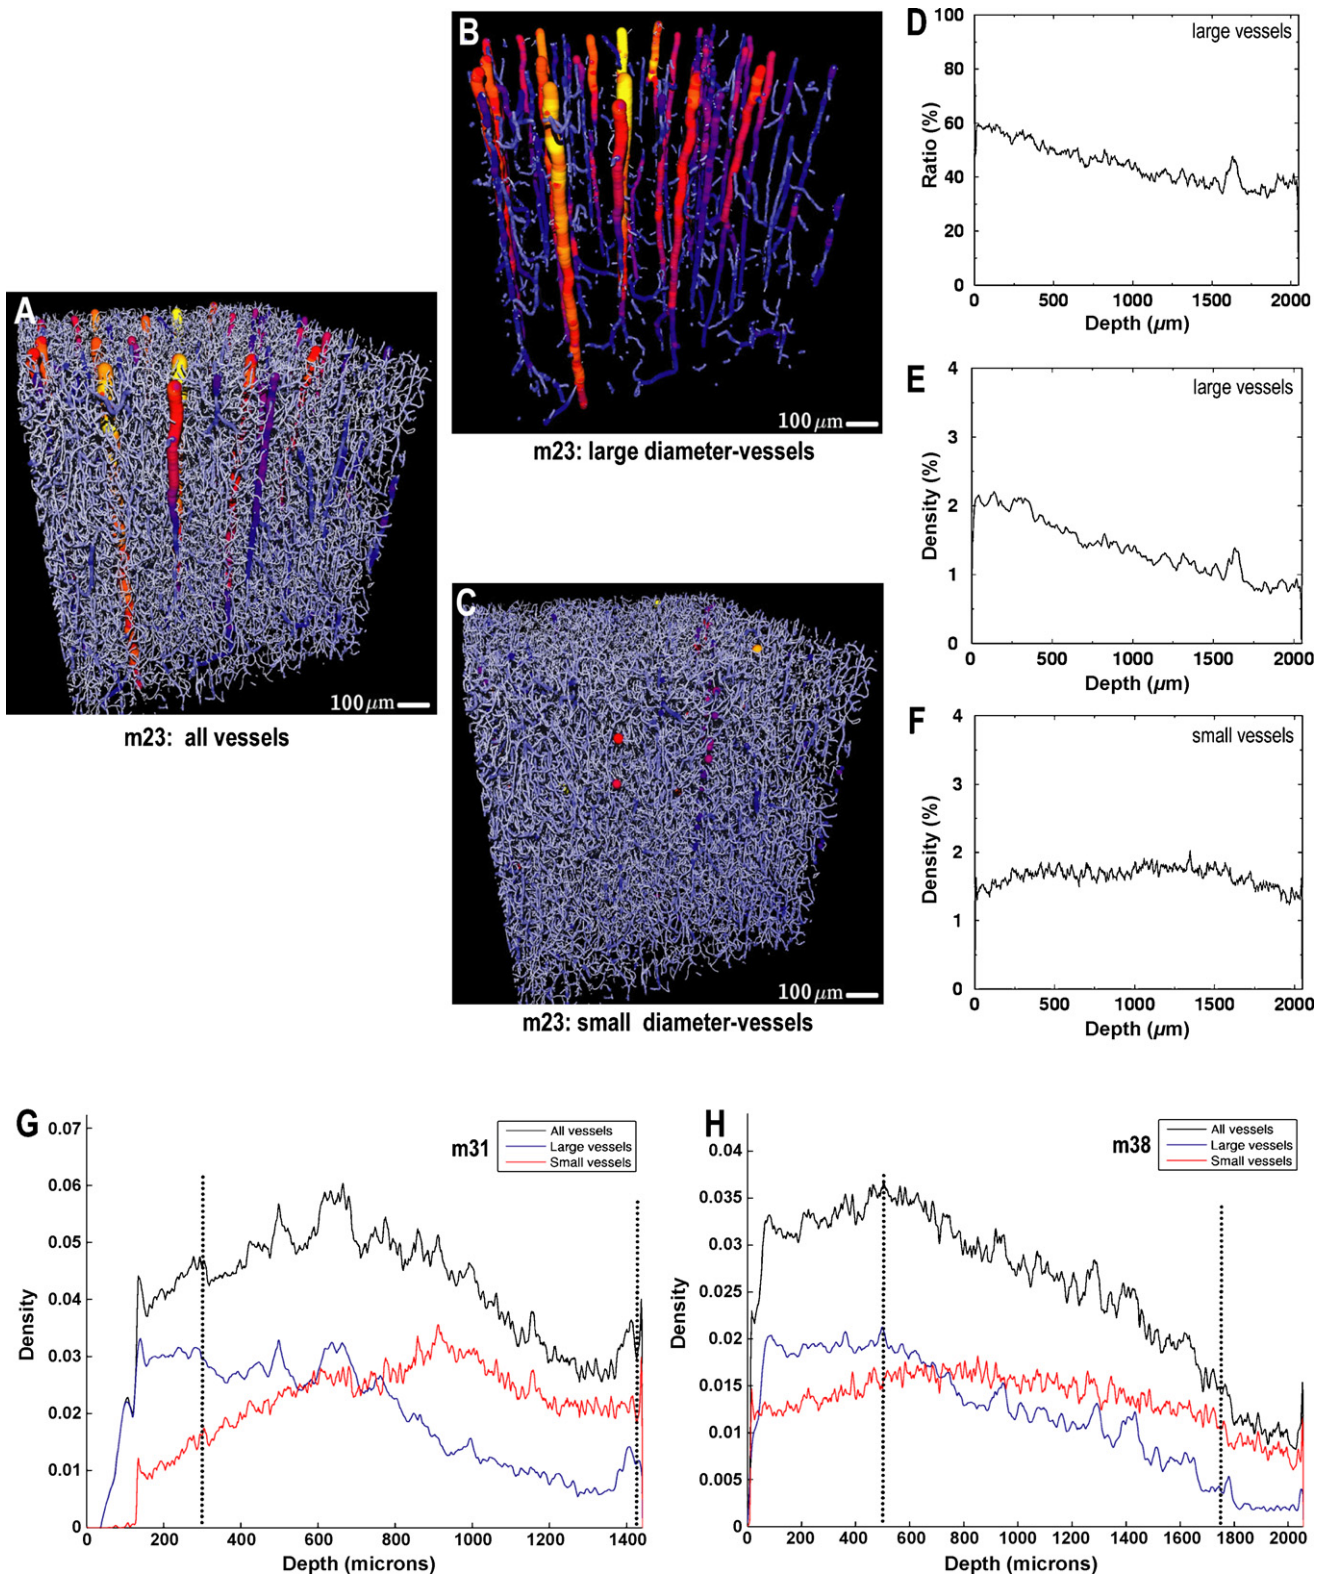 A
100 µm
m23: all vessels
B
100 µm
m23: large diameter-vessels
C
100 µm
m23: small diameter-vessels
D
large vessels
100
80
60
40
20
0
Ratio (%)
0 500 1000 1500 2000
Depth (µm)
E
large vessels
4
3
2
1
0
Density (%)
0 500 1000 1500 2000
Depth (µm)
F
small vessels
4
3
2
1
0
Density (%)
0 500 1000 1500 2000
Depth (µm)
G
m31
All vessels
Large vessels
Small vessels
0.07
0.06
0.05
0.04
0.03
0.02
0.01
0
Density
0 200 400 600 800 1000 1200 1400
Depth (microns)
H
m38
All vessels
Large vessels
Small vessels
0.04
0.035
0.03
0.025
0.02
0.015
0.01
0.005
0
Density
0 200 400 600 800 1000 1200 1400 1600 1800 2000
Depth (microns)